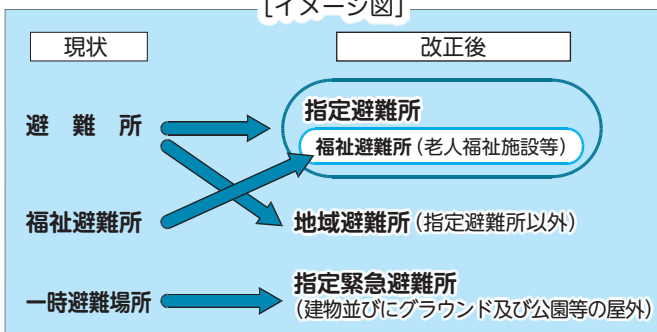 [イメージ図]
現状
改正後
避難所
指定避難所
福祉避難所(老人福祉施設等)
福祉避難所
地域避難所(指定避難所以外)
一時避難場所
指定緊急避難所
(建物並びにグラウンド及び公園等の屋外)